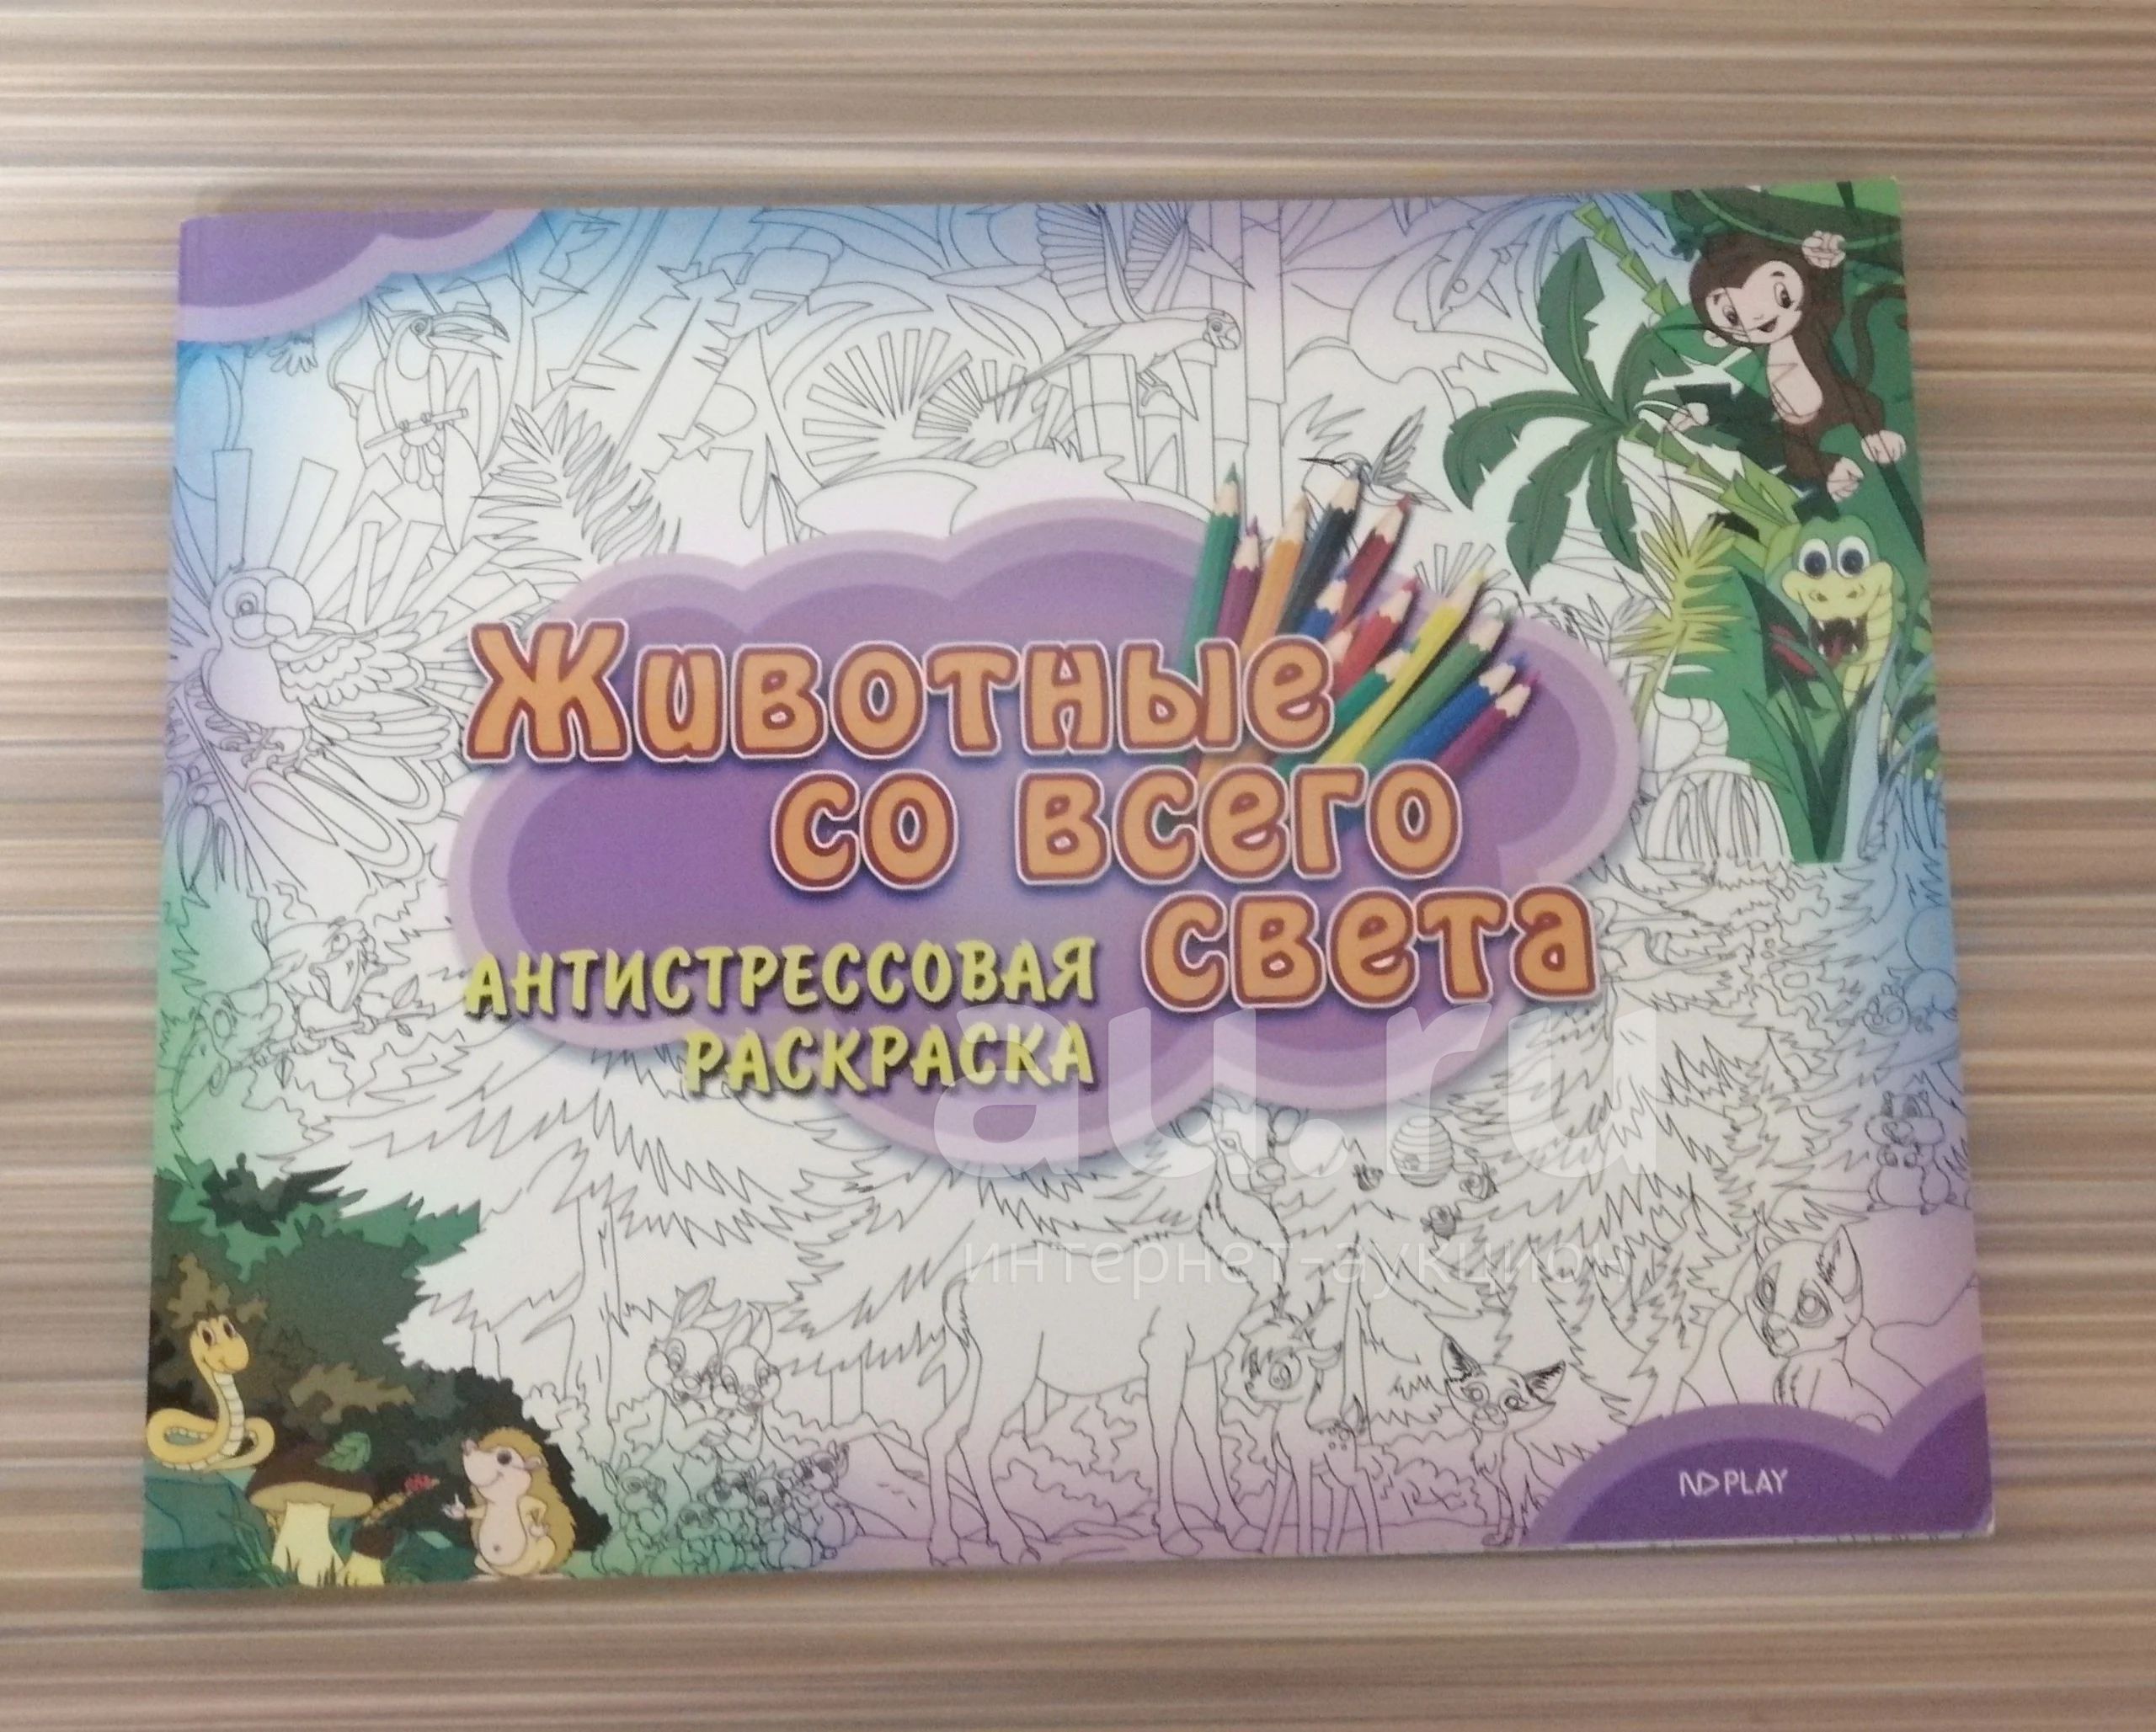 Животные
со всего
света
АНТИСТРЕССОВАЯ
РАСКРАСКА
au.ru
интернет-аукцион
ND PLAY